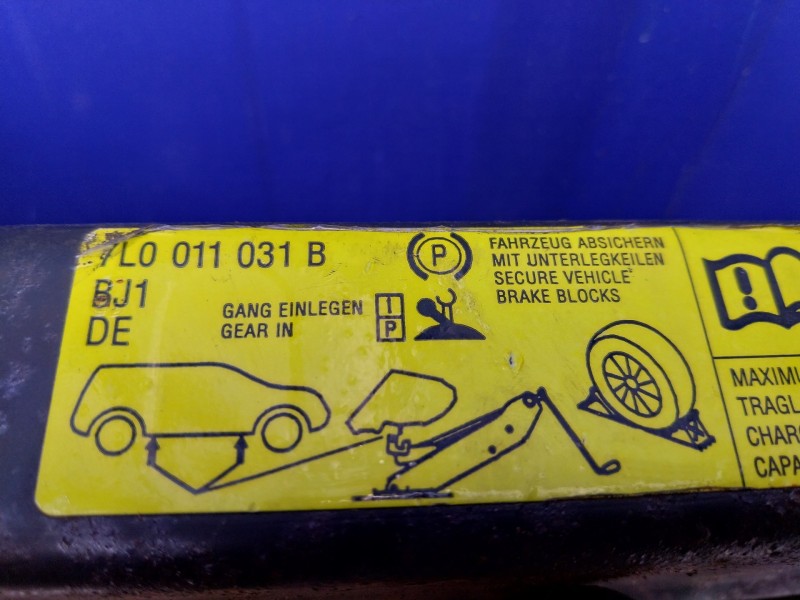 7L0 011 031 B
BJ1
DE
GANG EINLEGEN
GEAR IN
I
P
P
FAHRZEUG ABSICHERN
MIT UNTERLEGKEILEN
SECURE VEHICLE
BRAKE BLOCKS
!
MAXIMU
TRAGL
CHARG
CAPA